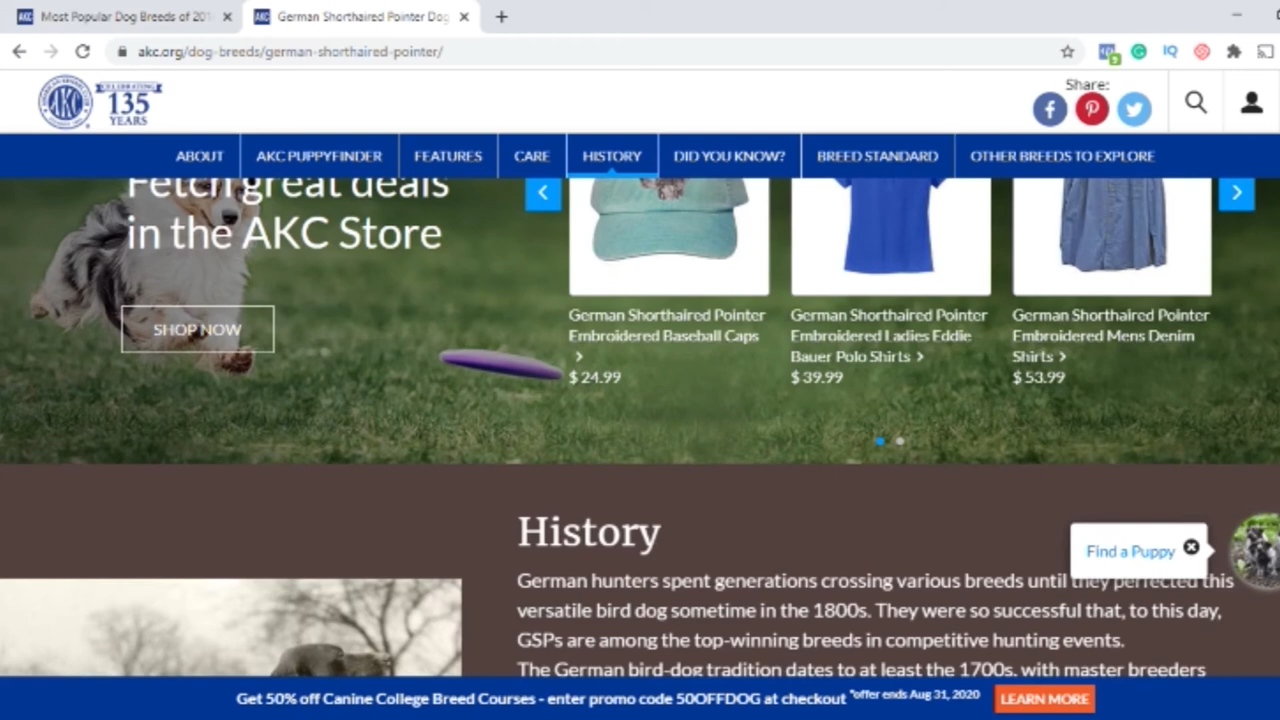 Most Popular Dog Breeds of 201
German Shorthaired Pointer Dog
akc.org/dog-breeds/german-shorthaired-pointer/
AKC
CELEBRATING
135
YEARS
Share:
ABOUT
AKC PUPPYFINDER
FEATURES
CARE
HISTORY
DID YOU KNOW?
BREED STANDARD
OTHER BREEDS TO EXPLORE
Fetch great deals
in the AKC Store
SHOP NOW
German Shorthaired Pointer
Embroidered Baseball Caps
>
$ 24.99
German Shorthaired Pointer
Embroidered Ladies Eddie
Bauer Polo Shirts >
$ 39.99
German Shorthaired Pointer
Embroidered Mens Denim
Shirts >
$ 53.99
History
Find a Puppy
German hunters spent generations crossing various breeds until they perfected this
versatile bird dog sometime in the 1800s. They were so successful that, to this day,
GSPs are among the top-winning breeds in competitive hunting events.
The German bird-dog tradition dates to at least the 1700s, with master breeders
Get 50% off Canine College Breed Courses - enter promo code 50OFFDOG at checkout *offer ends Aug 31, 2020
LEARN MORE